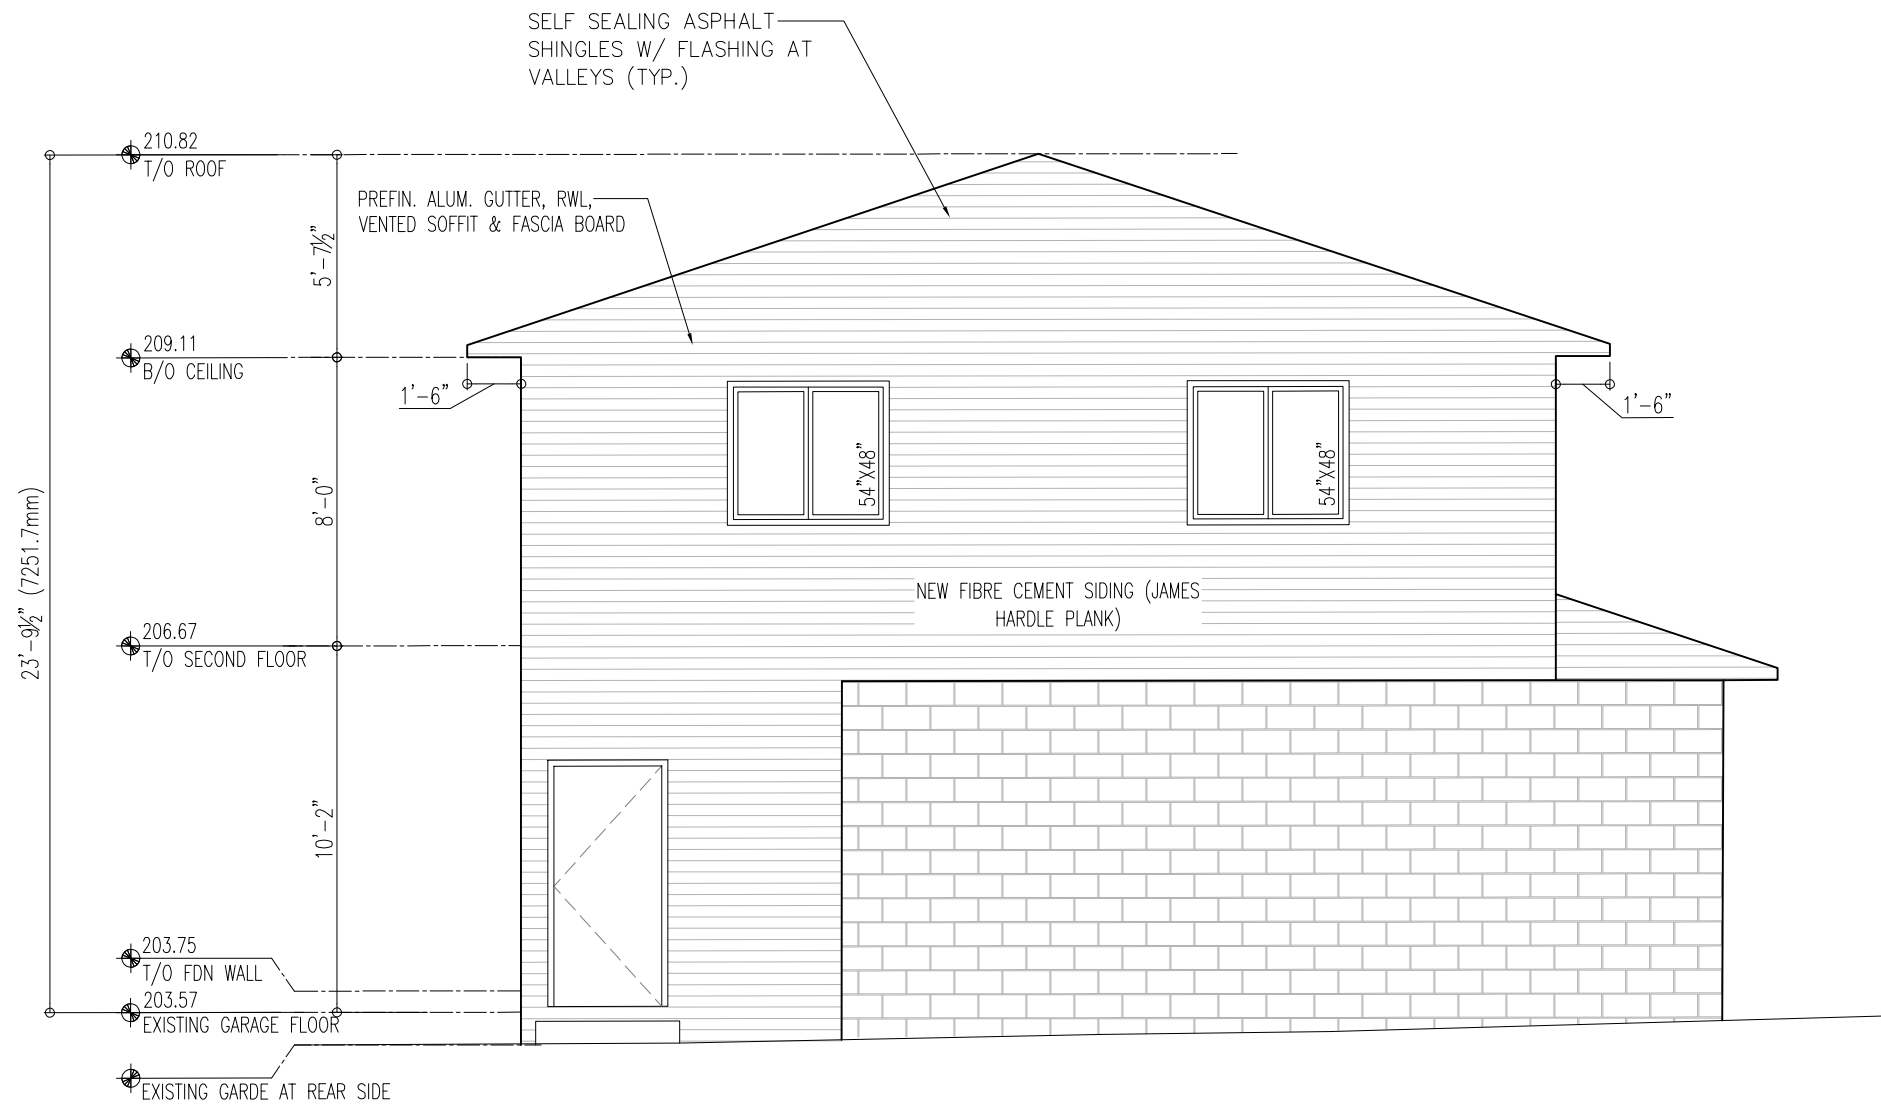 SELF SEALING ASPHALT
SHINGLES W/ FLASHING AT
VALLEYS (TYP.)
210.82
T/O ROOF
PREFIN. ALUM. GUTTER, RWL,
VENTED SOFFIT & FASCIA BOARD
5'-7½"
209.11
B/O CEILING
1'-6"
1'-6"
54"X48"
54"X48"
8'-0"
23'-9½" (7251.7mm)
NEW FIBRE CEMENT SIDING (JAMES
HARDLE PLANK)
206.67
T/O SECOND FLOOR
10'-2"
203.75
T/O FDN WALL
203.57
EXISTING GARAGE FLOOR
EXISTING GARDE AT REAR SIDE